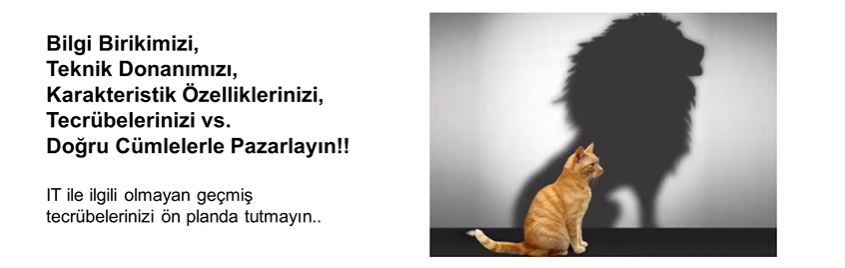 Bilgi Birikimizi,
Teknik Donanımızı,
Karakteristik Özelliklerinizi,
Tecrübelerinizi vs.
Doğru Cümlelerle Pazarlayın!!
IT ile ilgili olmayan geçmiş
tecrübelerinizi ön planda tutmayın..